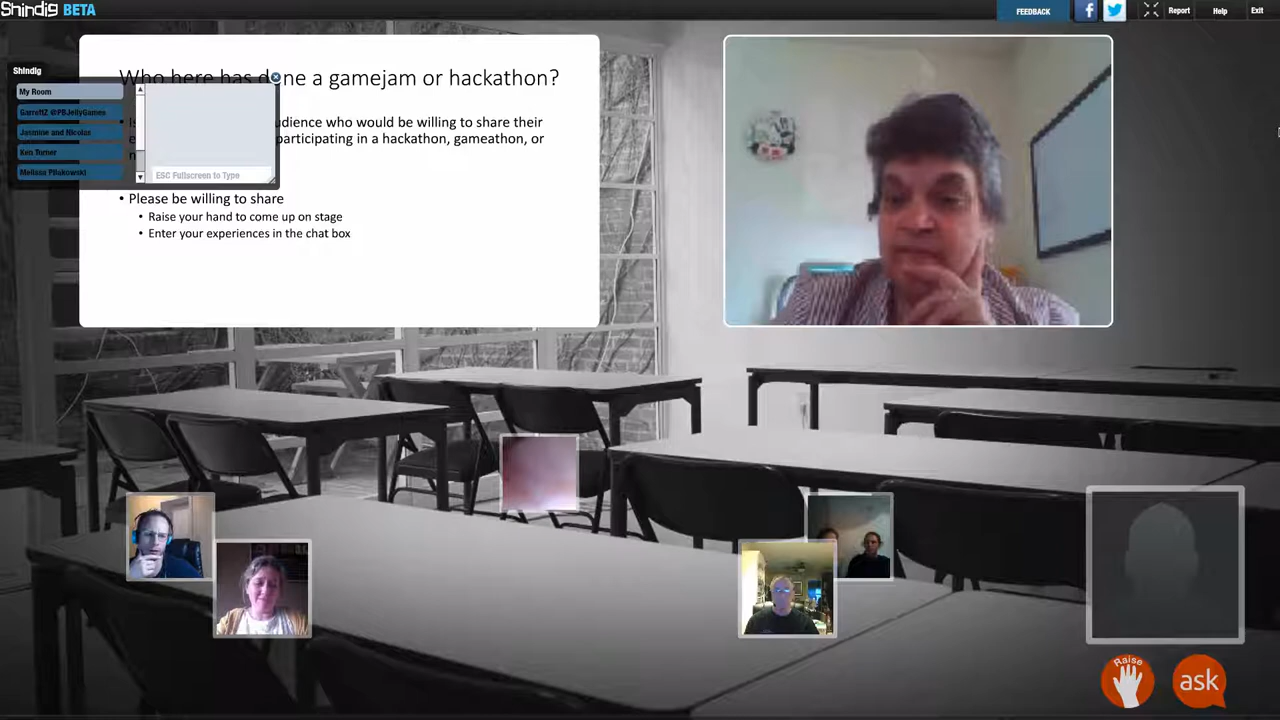 Shindig BETA
FEEDBACK
Report
Help
Exit
Who here has done a gamejam or hackathon?
Shindig
My Room
GarrettZ @PBJellyGames
Jasmine and Nicolas
Ken Turner
Melissa Pilakowski
ESC Fullscreen to Type
udience who would be willing to share their
participating in a hackathon, gameathon, or
• Please be willing to share
• Raise your hand to come up on stage
• Enter your experiences in the chat box
Raise
ask